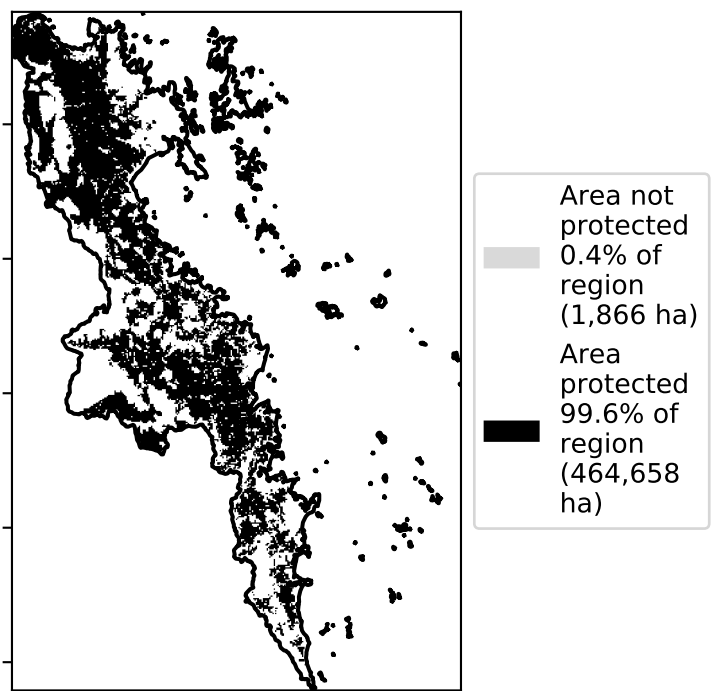 Area not
protected
0.4% of
region
(1,866 ha)
Area
protected
99.6% of
region
(464,658
ha)